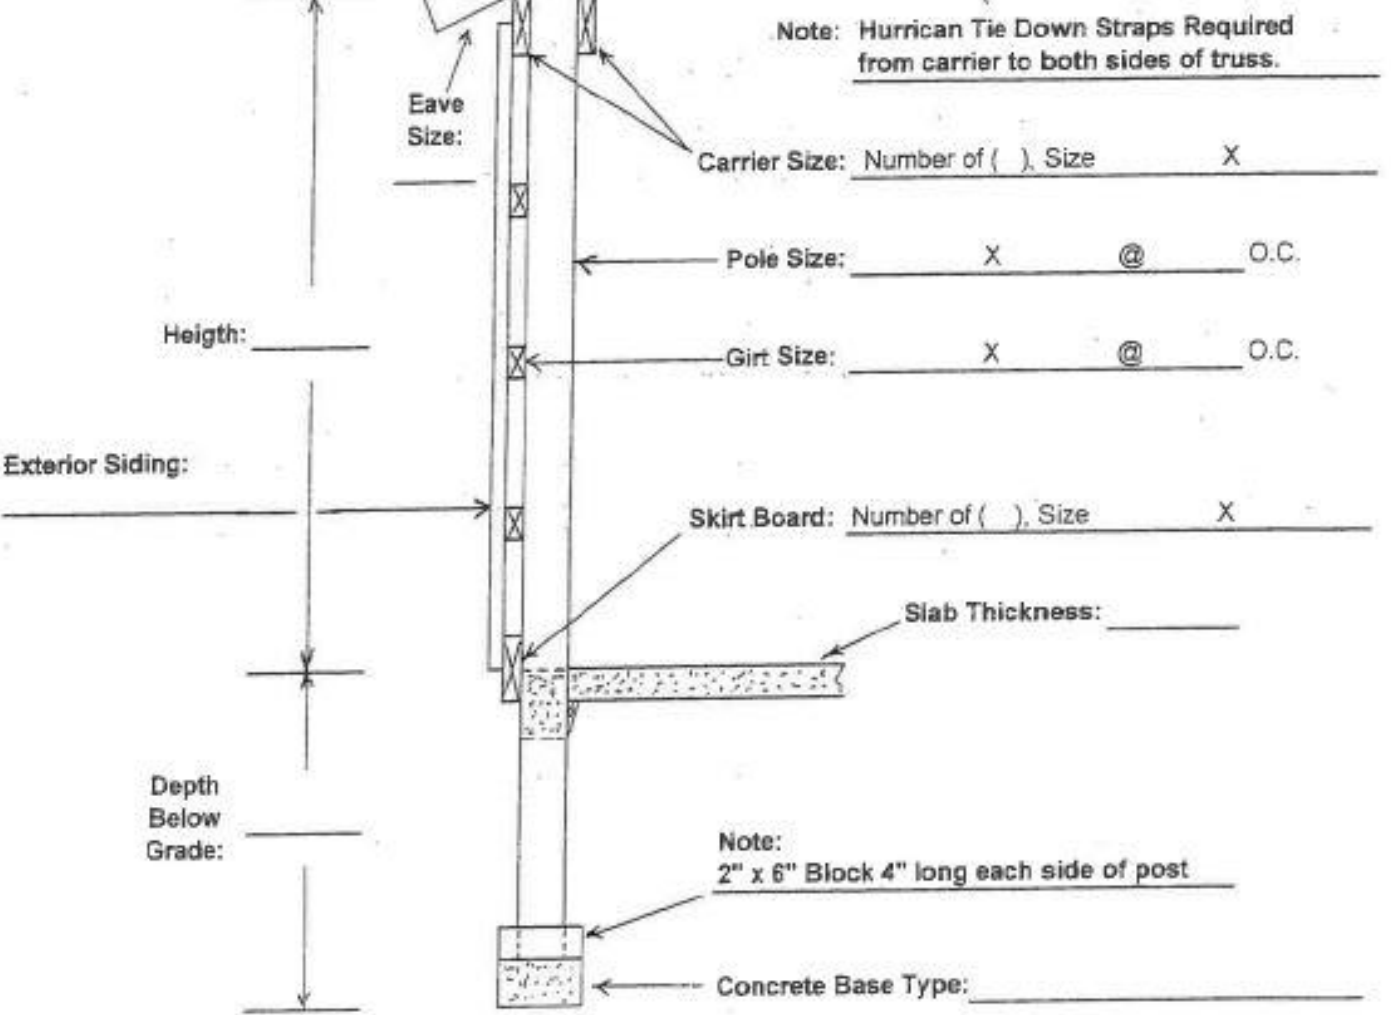 Note: Hurrican Tie Down Straps Required
from carrier to both sides of truss.
Eave
Size:
Carrier Size: Number of ( ), Size X
Pole Size: X @ O.C.
Heigth:
Girt Size: X @ O.C.
Exterior Siding:
Skirt Board: Number of ( ), Size X
Slab Thickness:
Depth
Below
Grade:
Note:
2" x 6" Block 4" long each side of post
Concrete Base Type: